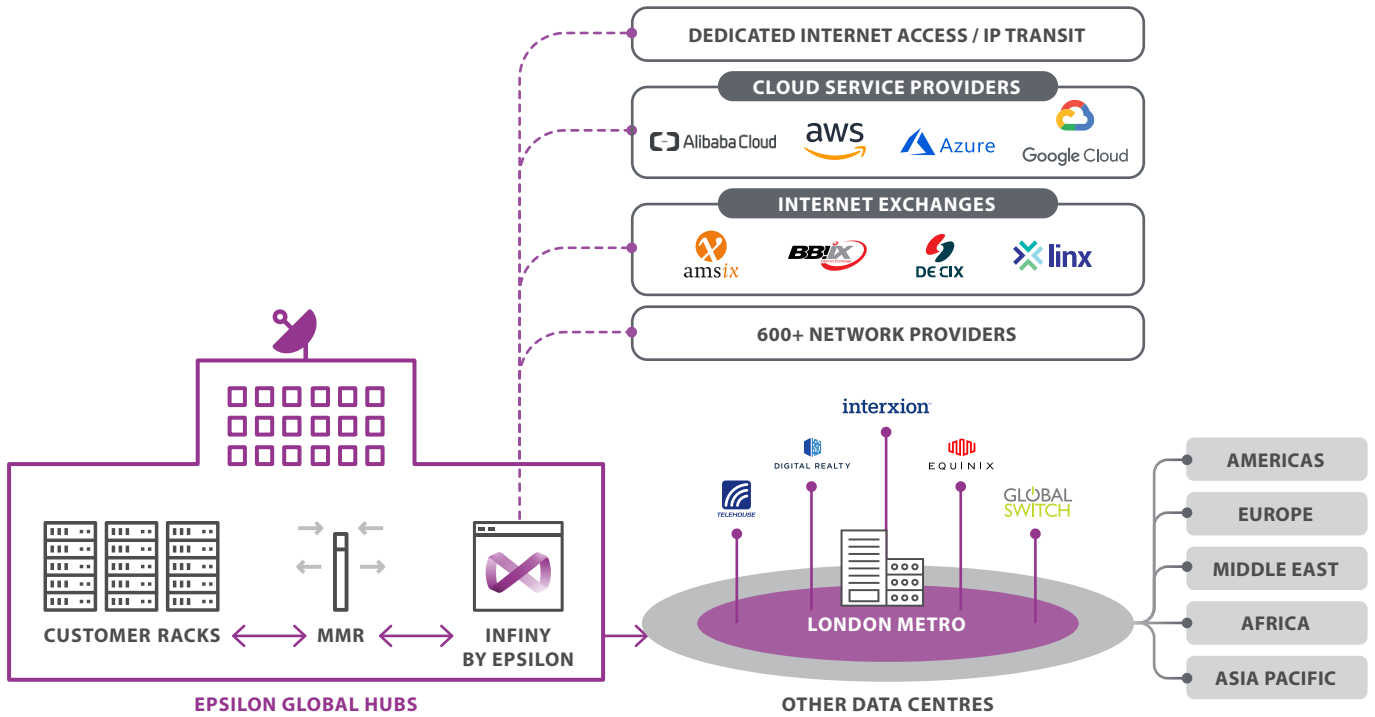 DEDICATED INTERNET ACCESS / IP TRANSIT
CLOUD SERVICE PROVIDERS
Alibaba Cloud
aws
Azure
Google Cloud
INTERNET EXCHANGES
amsix
BBIX
DE CIX
linx
600+ NETWORK PROVIDERS
interxion
DIGITAL REALTY
EQUINIX
TELEHOUSE
GLOBAL
SWITCH
AMERICAS
EUROPE
MIDDLE EAST
AFRICA
ASIA PACIFIC
CUSTOMER RACKS
MMR
INFINY
BY EPSILON
LONDON METRO
EPSILON GLOBAL HUBS
OTHER DATA CENTRES